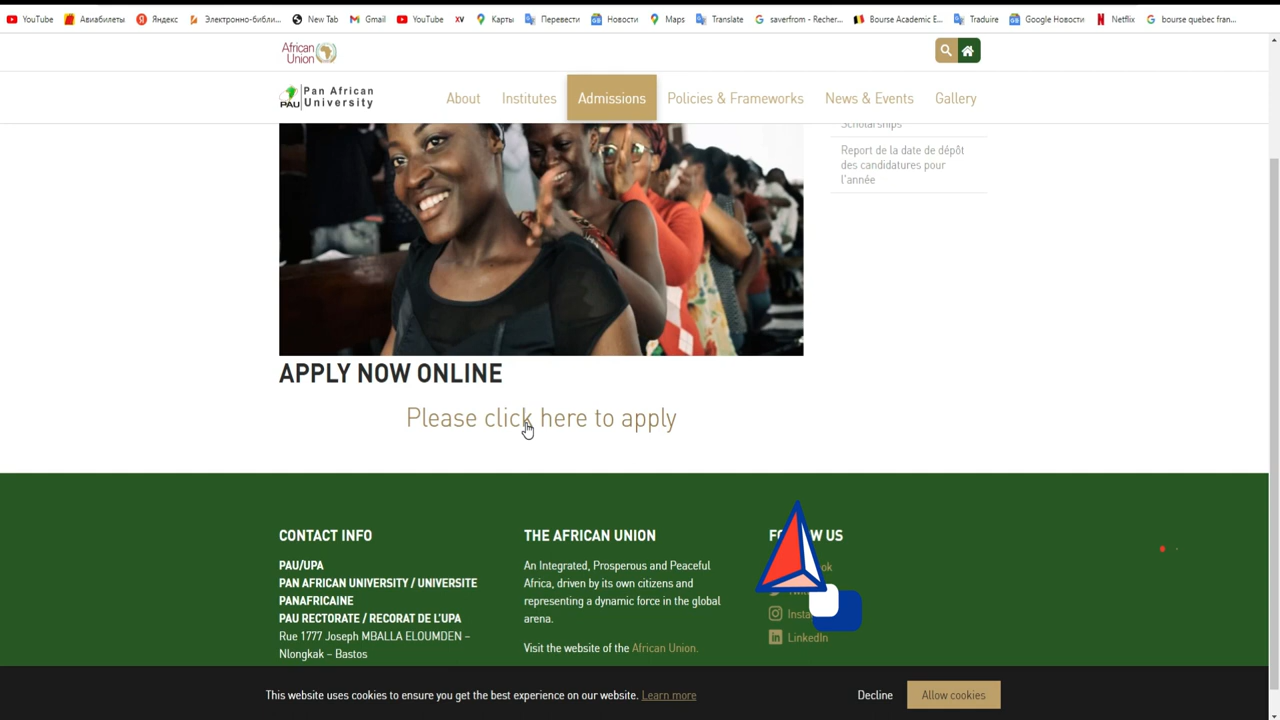 YouTube Авиабилеты Яндекс Электронно-библи... New Tab Gmail YouTube XV Карты Перевести Новости Maps Translate saverfrom - Recher... Bourse Academic E... Traduire Google Новости Netflix bourse quebec fran...
African
Union
PAU Pan African
University
About Institutes Admissions Policies & Frameworks News & Events Gallery
Scholarships
Report de la date de dépôt
des candidatures pour
l'année
APPLY NOW ONLINE
Please click here to apply
CONTACT INFO
PAU/UPA
PAN AFRICAN UNIVERSITY / UNIVERSITE
PANAFRICAINE
PAU RECTORATE / RECORAT DE L'UPA
Rue 1777 Joseph MBALLA ELOUMDEN –
Nlongkak – Bastos
THE AFRICAN UNION
An Integrated, Prosperous and Peaceful
Africa, driven by its own citizens and
representing a dynamic force in the global
arena.
Visit the website of the African Union.
US
LinkedIn
This website uses cookies to ensure you get the best experience on our website. Learn more
Decline Allow cookies